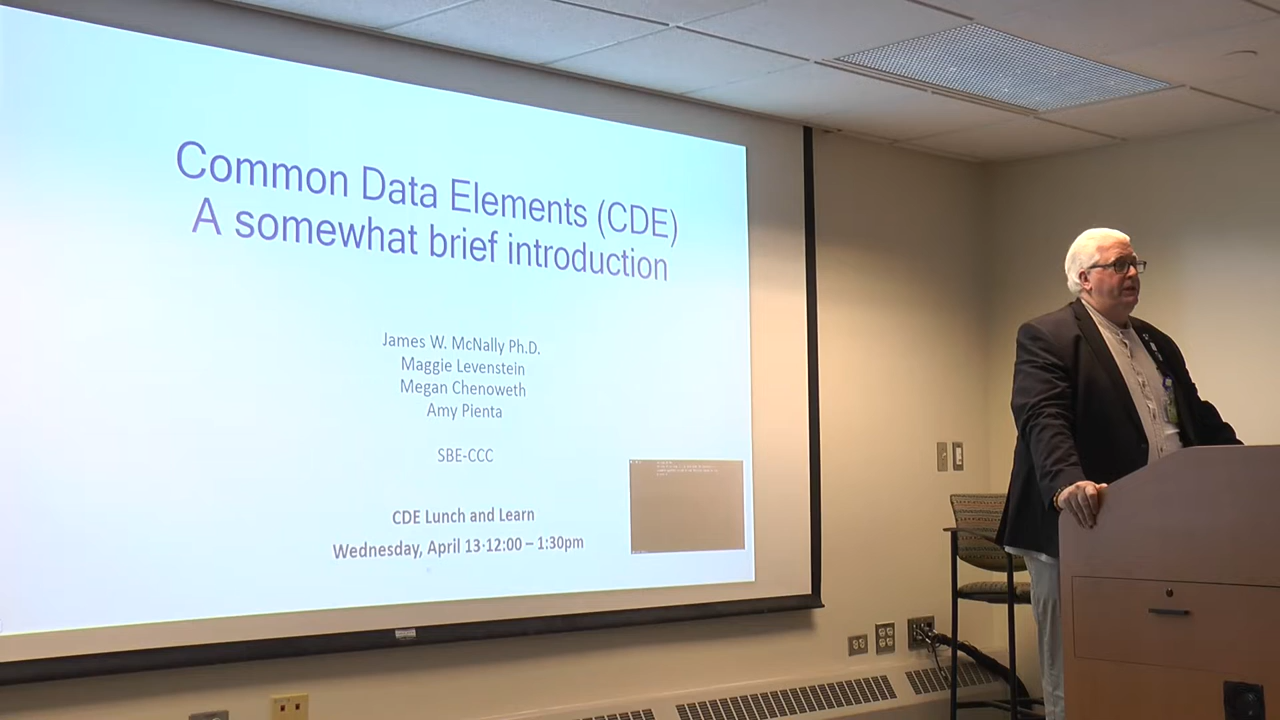 Common Data Elements (CDE)
A somewhat brief introduction
James W. McNally Ph.D.
Maggie Levenstein
Megan Chenoweth
Amy Pienta
SBE-CCC
CDE Lunch and Learn
Wednesday, April 13-12:00 – 1:30pm